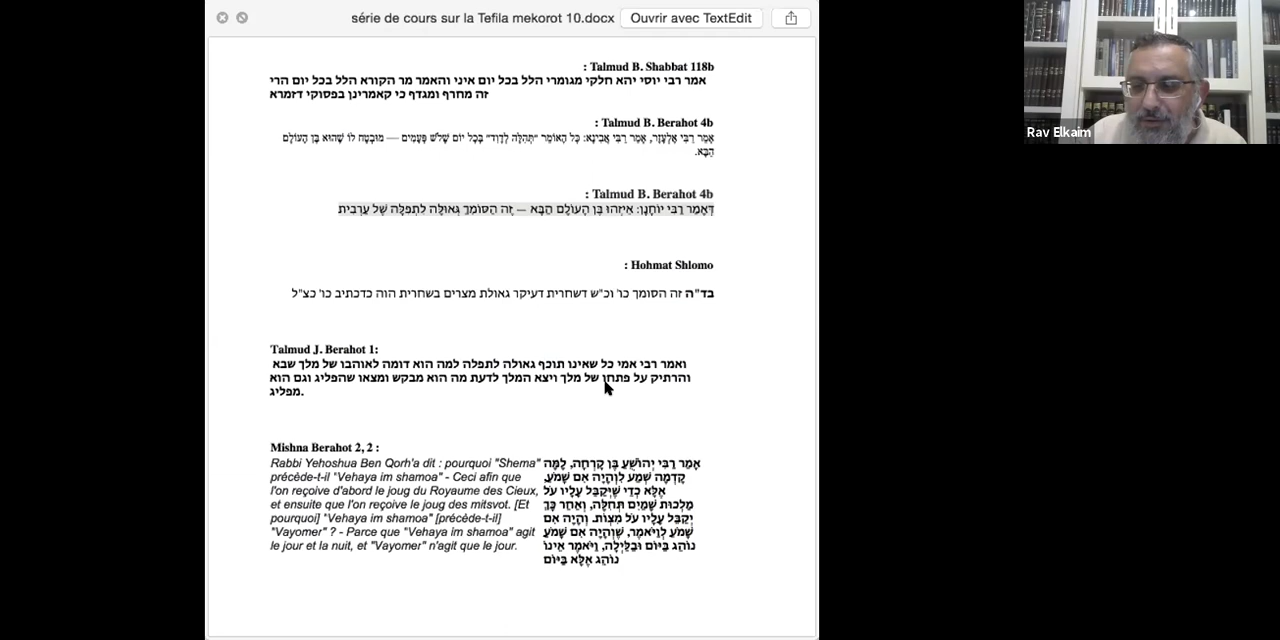 série de cours sur la Tefila mekorot 10.docx
Ouvrir avec TextEdit
Rav Elkaim
Talmud B. Shabbat 118b :
אמר רבי יוסי יהא חלקי מגומרי הלל בכל יום איני והאמר מר הקורא הלל בכל יום הרי
זה מחרף ומגדף כי קאמרינן בפסוקי דזמרא
Talmud B. Berahot 4b :
אָמַר רַבִּי אֶלְעָזָר, אָמַר רַבִּי אֲבִינָא: כׇּל הָאוֹמֵר ״תְּהִלָּה לְדָוִד״ בְּכׇל יוֹם שָׁלֹשׁ פְּעָמִים — מוּבְטָח לוֹ שֶׁהוּא בֶּן הָעוֹלָם
הַבָּא.
Talmud B. Berahot 4b :
דְּאָמַר רַבִּי יוֹחָנָן: אֵיזֶהוּ בֶּן הָעוֹלָם הַבָּא — זֶה הַסּוֹמֵךְ גְּאוּלָּה לִתְפִלָּה שֶׁל עַרְבִית
Hohmat Shlomo :
בד"ה זה הסומך כו' וכ"ש דשחרית דעיקר גאולת מצרים בשחרית הוה כדכתיב כו' כצ"ל
Talmud J. Berahot 1:
ואמר רבי אמי כל שאינו תוכף גאולה לתפלה למה הוא דומה לאוהבו של מלך שבא
והרתיק על פתחו של מלך ויצא המלך לדעת מה הוא מבקש ומצאו שהפליג וגם הוא
מפליג.
Mishna Berahot 2, 2 :
Rabbi Yehoshua Ben Qorh'a dit : pourquoi "Shema"
précède-t-il "Vehaya im shamoa" - Ceci afin que
l'on reçoive d'abord le joug du Royaume des Cieux,
et ensuite que l'on reçoive le joug des mitsvot. [Et
pourquoi] "Vehaya im shamoa" [précède-t-il]
"Vayomer" ? - Parce que "Vehaya im shamoa" agit
le jour et la nuit, et "Vayomer" n'agit que le jour.
אָמַר רַבִּי יְהוֹשֻׁעַ בֶּן קָרְחָה, לָמָּה
קָדְמָה שְׁמַע לִוְהָיָה אִם שָׁמֹעַ,
אֶלָּא כְדֵי שֶׁיְּקַבֵּל עָלָיו עֹל
מַלְכוּת שָׁמַיִם תְּחִלָּה, וְאַחַר כָּךְ
יְקַבֵּל עָלָיו עֹל מִצְוֹת. וְהָיָה אִם
שָׁמֹעַ לְוַיֹּאמֶר, שֶׁוְּהָיָה אִם שָׁמֹעַ
נוֹהֵג בַּיּוֹם וּבַלַּיְלָה, וַיֹּאמֶר אֵינוֹ
נוֹהֵג אֶלָּא בַּיּוֹם